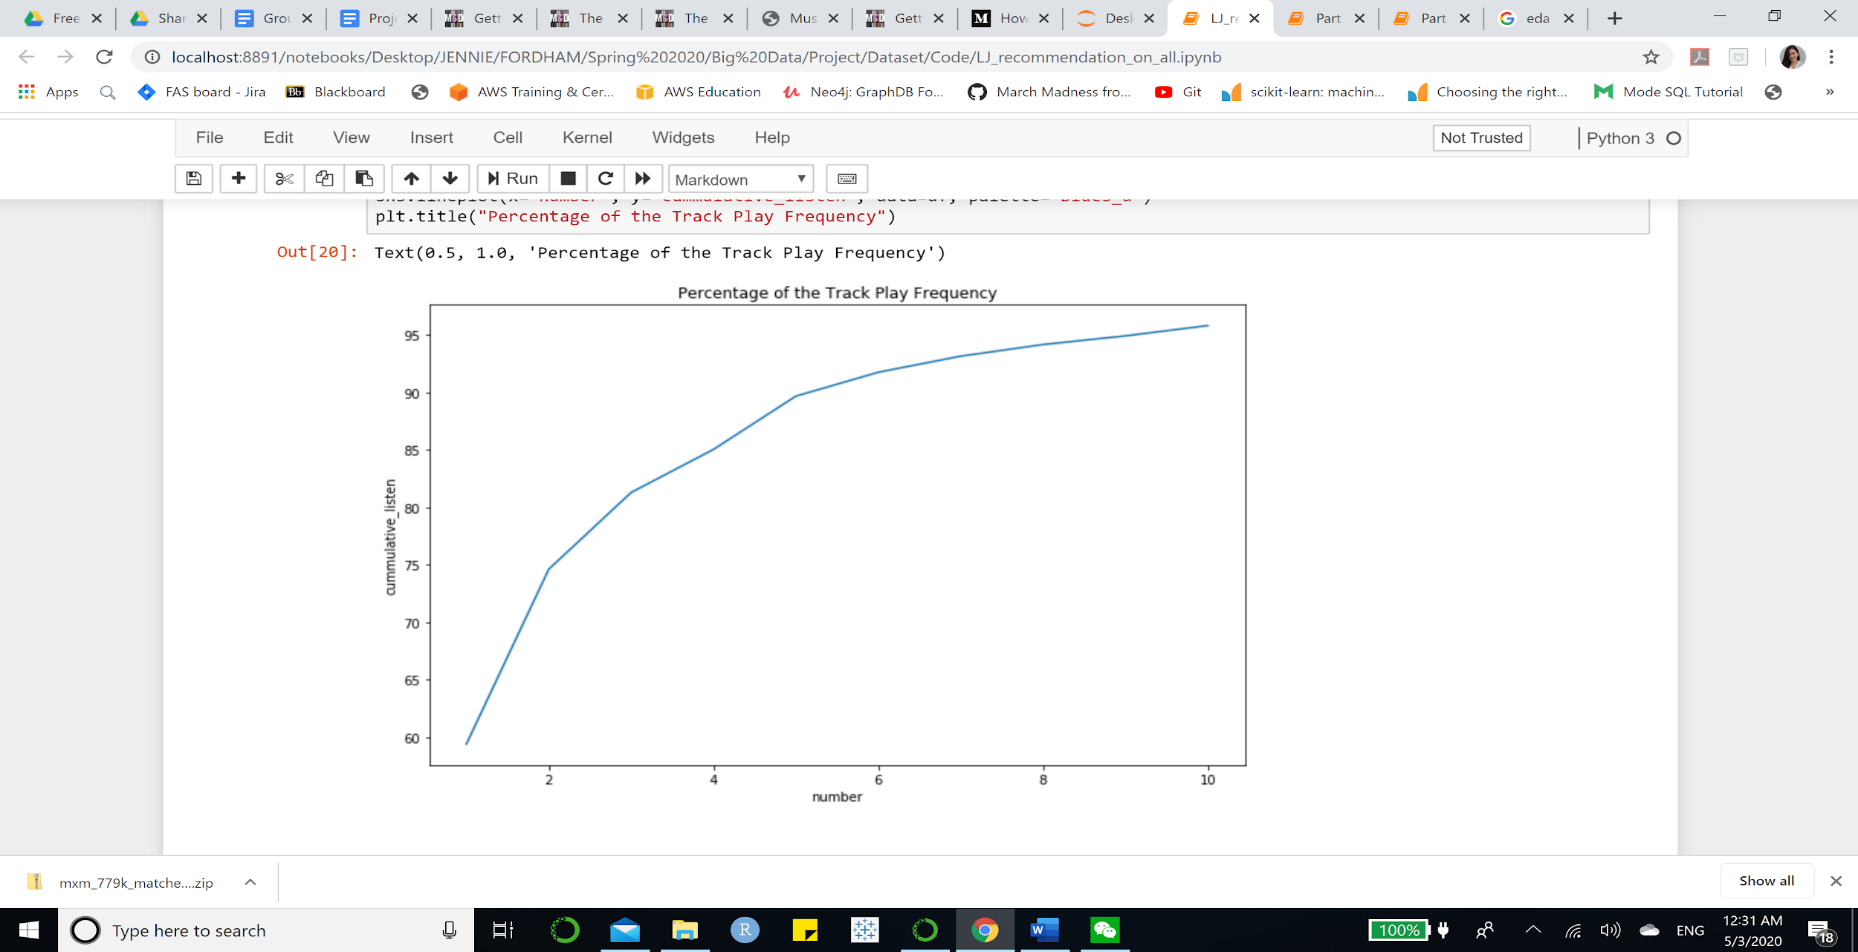 Free
Shar
Grou
Proj
Gett
The
The
Mus
Gett
How
Desk
LJ_re
Part
Part
eda
localhost:8891/notebooks/Desktop/JENNIE/FORDHAM/Spring%202020/Big%20Data/Project/Dataset/Code/LJ_recommendation_on_all.ipynb
Apps
FAS board - Jira
Bb Blackboard
AWS Training & Cer...
AWS Education
Neo4j: GraphDB Fo...
March Madness fro...
Git
scikit-learn: machin...
Choosing the right...
Mode SQL Tutorial
»
File Edit View Insert Cell Kernel Widgets Help
Not Trusted
Python 3
Run
Markdown
plt.title("Percentage of the Track Play Frequency")
Out[20]: Text(0.5, 1.0, 'Percentage of the Track Play Frequency')
Percentage of the Track Play Frequency
95
90
85
80
75
70
65
60
cummulative_listen
2 4 6 8 10
number
mxm_779k_matche....zip
Show all
Type here to search
R
W
100%
ENG
12:31 AM
5/3/2020
18